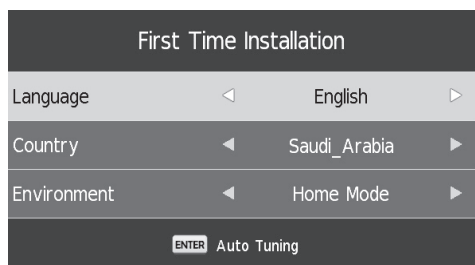 First Time Installation
Language English
Country Saudi_Arabia
Environment Home Mode
ENTER Auto Tuning